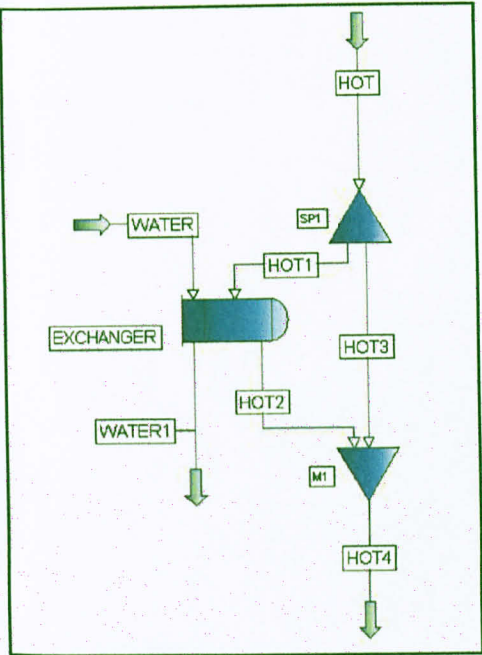 HOT
SP1
WATER
HOT1
EXCHANGER
HOT3
HOT2
WATER1
M1
HOT4